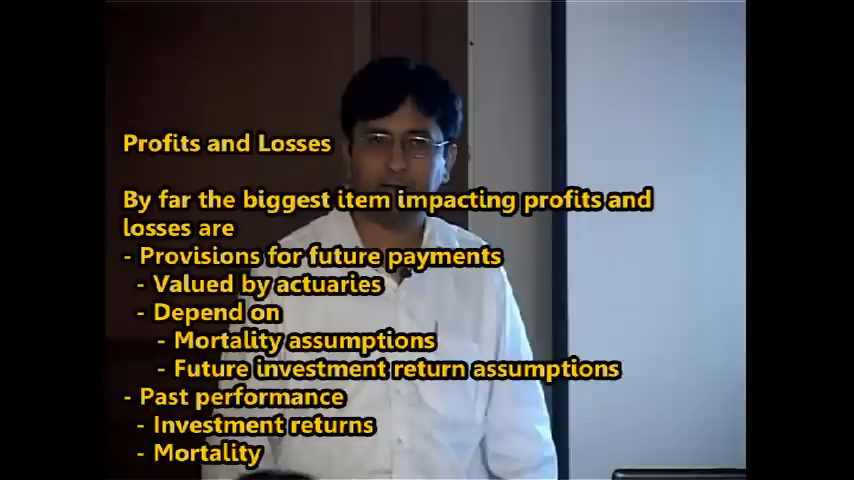 Profits and Losses
By far the biggest item impacting profits and
losses are
- Provisions for future payments
- Valued by actuaries
- Depend on
- Mortality assumptions
- Future investment return assumptions
- Past performance
- Investment returns
- Mortality